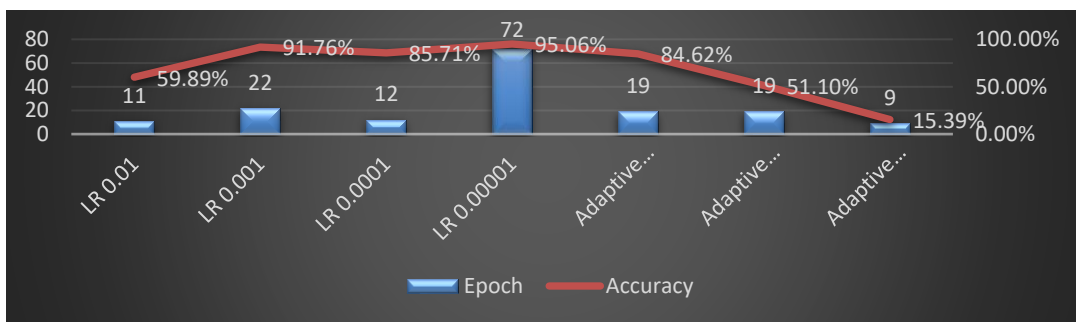 80
60
40
20
0
100.00%
50.00%
0.00%
11
22
12
72
19
19
9
59.89%
91.76%
85.71%
95.06%
84.62%
51.10%
15.39%
LR 0.01
LR 0.001
LR 0.0001
LR 0.00001
Adaptive...
Adaptive...
Adaptive...
Epoch
Accuracy